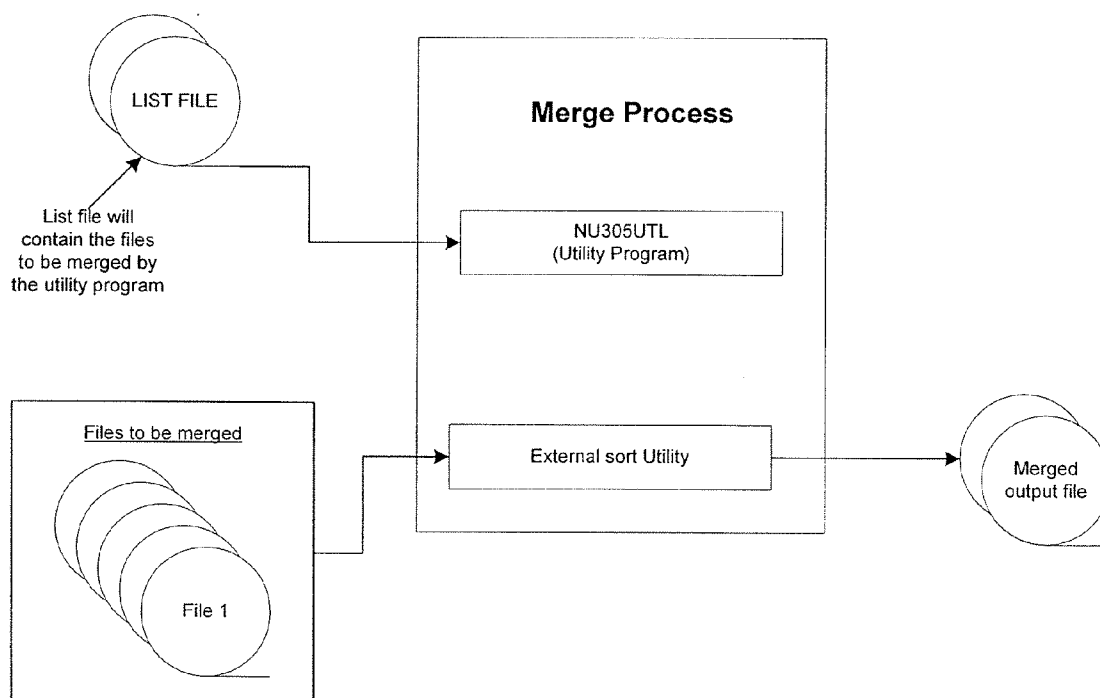 LIST FILE
Merge Process
List file will
contain the files
to be merged by
the utility program
NU305UTL
(Utility Program)
Files to be merged
External sort Utility
Merged
output file
File 1